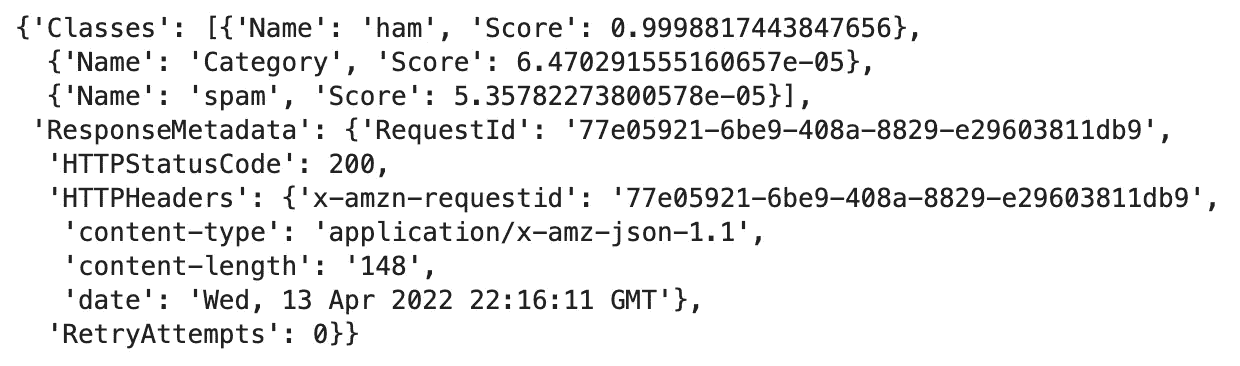 {'Classes': [{'Name': 'ham', 'Score': 0.9998817443847656},
{'Name': 'Category', 'Score': 6.470291555160657e-05},
{'Name': 'spam', 'Score': 5.35782273800578e-05}],
'ResponseMetadata': {'RequestId': '77e05921-6be9-408a-8829-e29603811db9',
'HTTPStatusCode': 200,
'HTTPHeaders': {'x-amzn-requestid': '77e05921-6be9-408a-8829-e29603811db9',
'content-type': 'application/x-amz-json-1.1',
'content-length': '148',
'date': 'Wed, 13 Apr 2022 22:16:11 GMT'},
'RetryAttempts': 0}}